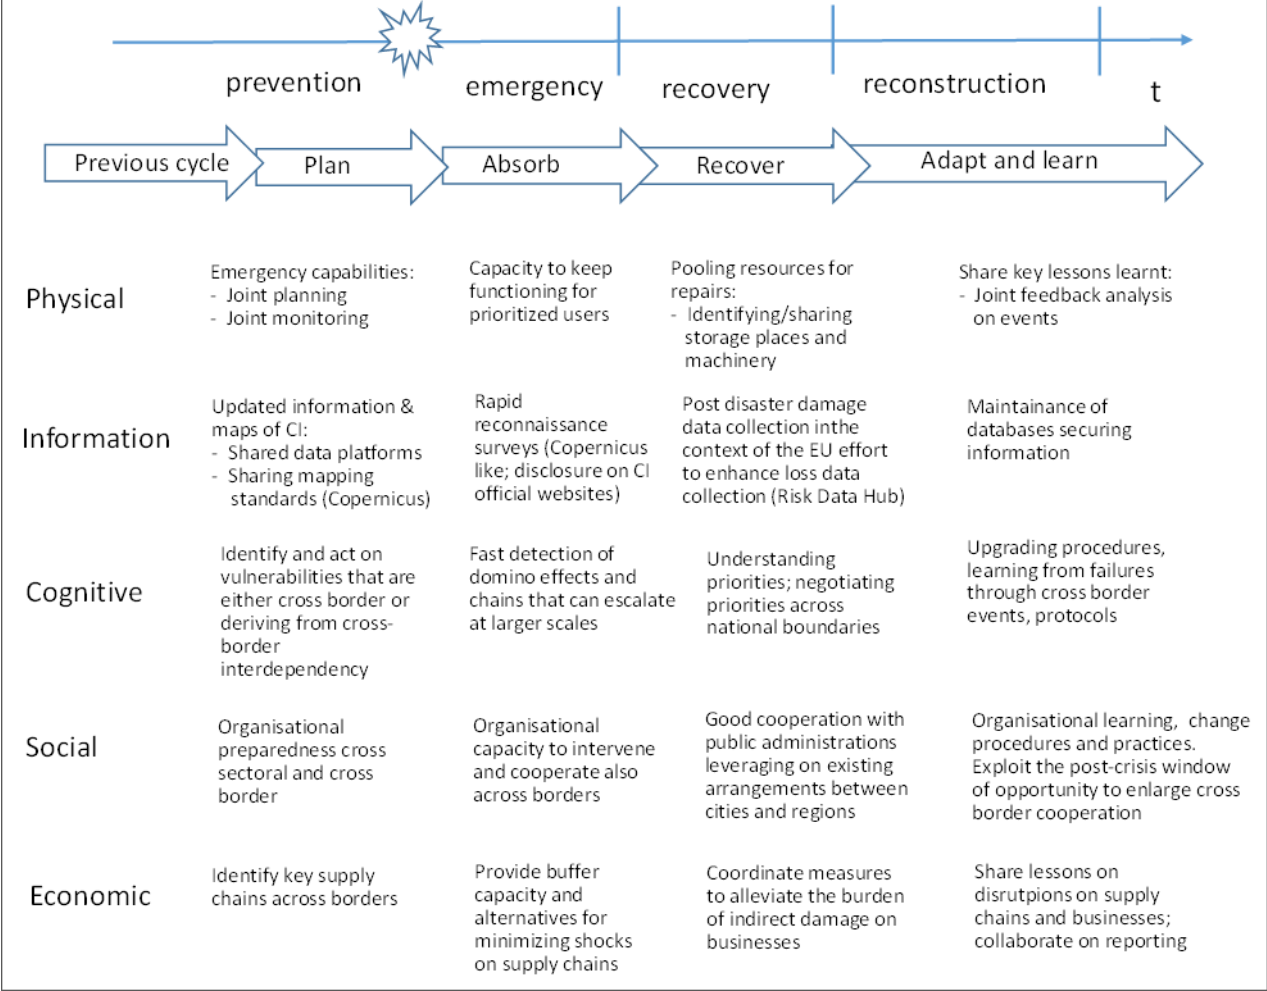 prevention
emergency
recovery
reconstruction
t
Previous cycle
Plan
Absorb
Recover
Adapt and learn
Physical
Emergency capabilities:
- Joint planning
- Joint monitoring
Capacity to keep
functioning for
prioritized users
Pooling resources for
repairs:
- Identifying/sharing
storage places and
machinery
Share key lessons learnt:
- Joint feedback analysis
on events
Information
Updated information &
maps of CI:
- Shared data platforms
- Sharing mapping
standards (Copernicus)
Rapid
reconnaissance
surveys (Copernicus
like; disclosure on CI
official websites)
Post disaster damage
data collection inthe
context of the EU effort
to enhance loss data
collection (Risk Data Hub)
Maintainance of
databases securing
information
Cognitive
Identify and act on
vulnerabilities that are
either cross border or
deriving from cross-
border
interdependency
Fast detection of
domino effects and
chains that can escalate
at larger scales
Understanding
priorities; negotiating
priorities across
national boundaries
Upgrading procedures,
learning from failures
through cross border
events, protocols
Social
Organisational
preparedness cross
sectoral and cross
border
Organisational
capacity to intervene
and cooperate also
across borders
Good cooperation with
public administrations
leveraging on existing
arrangements between
cities and regions
Organisational learning, change
procedures and practices.
Exploit the post-crisis window
of opportunity to enlarge cross
border cooperation
Economic
Identify key supply
chains across borders
Provide buffer
capacity and
alternatives for
minimizing shocks
on supply chains
Coordinate measures
to alleviate the burden
of indirect damage on
businesses
Share lessons on
disrutpions on supply
chains and businesses;
collaborate on reporting